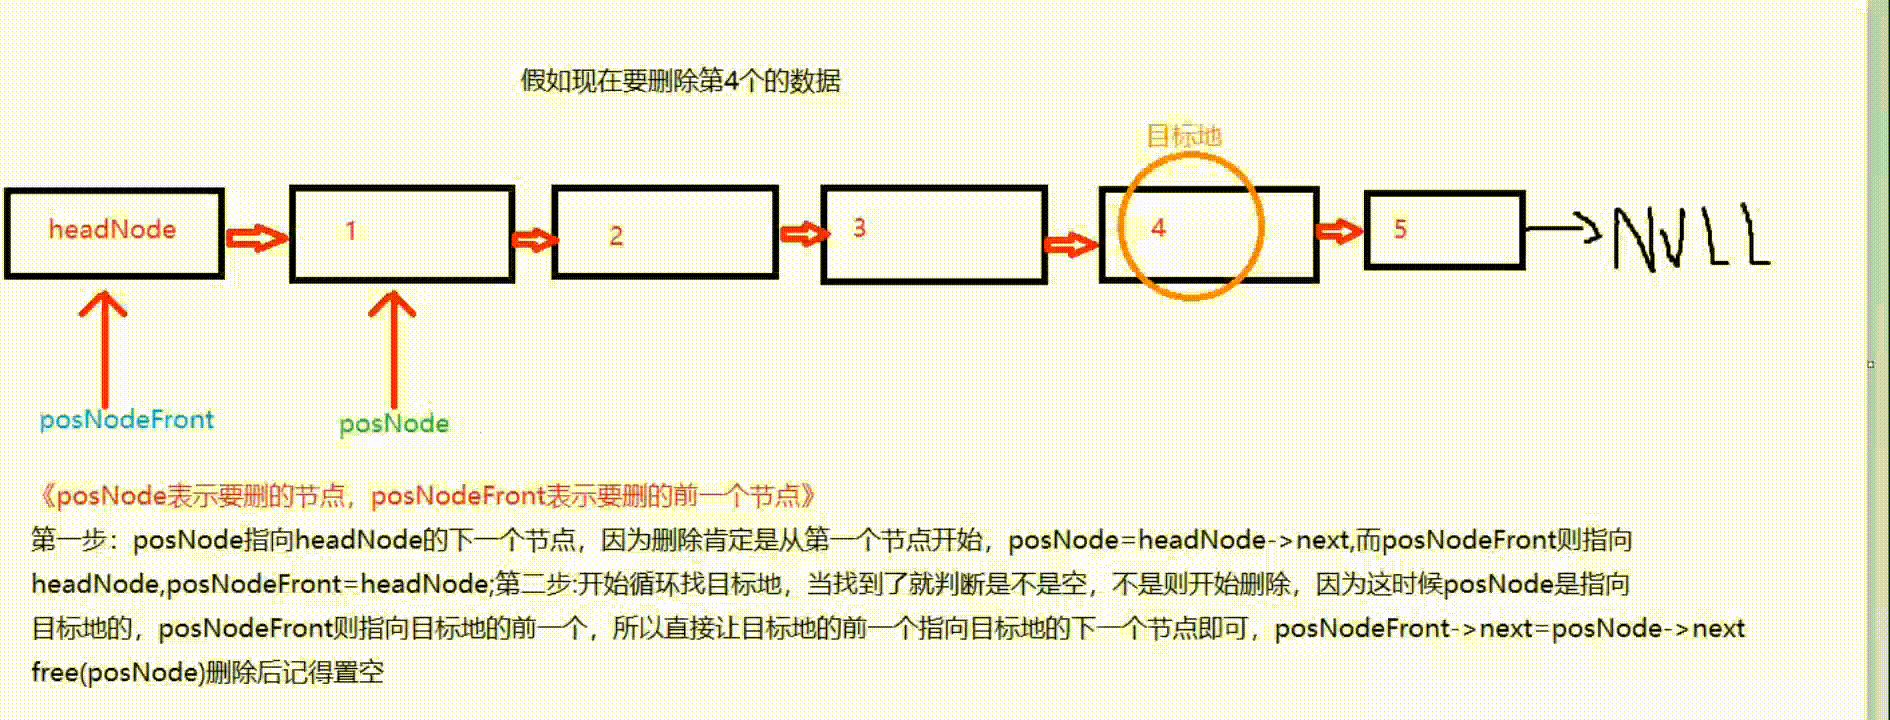 假如现在要删除第4个的数据
目标地
headNode
1
2
3
4
5
NULL
posNodeFront
posNode
《posNode表示要删的节点，posNodeFront表示要删的前一个节点》
第一步：posNode指向headNode的下一个节点，因为删除肯定是从第一个节点开始，posNode=headNode->next,而posNodeFront则指向
headNode,posNodeFront=headNode;第二步:开始循环找目标地，当找到了就判断是不是空，不是则开始删除，因为这时候posNode是指向
目标地的，posNodeFront则指向目标地的前一个，所以直接让目标地的前一个指向目标地的下一个节点即可，posNodeFront->next=posNode->next
free(posNode)删除后记得置空